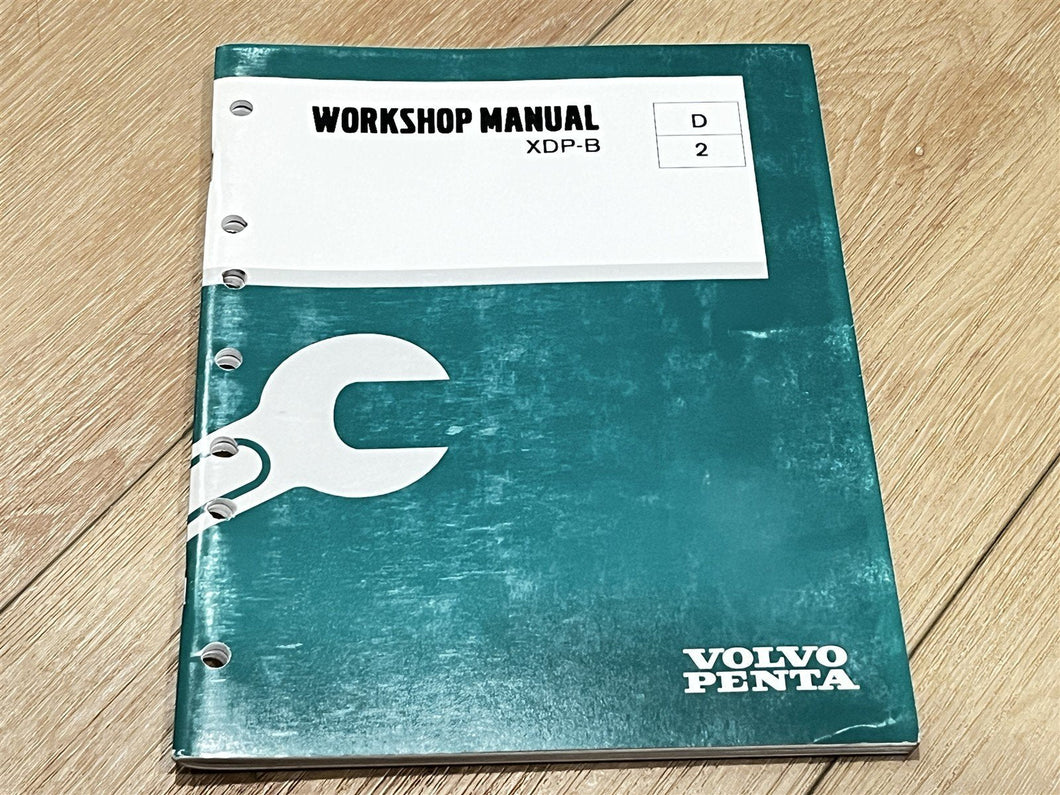 WORKSHOP MANUAL
XDP-B
D
2
VOLVO
PENTA